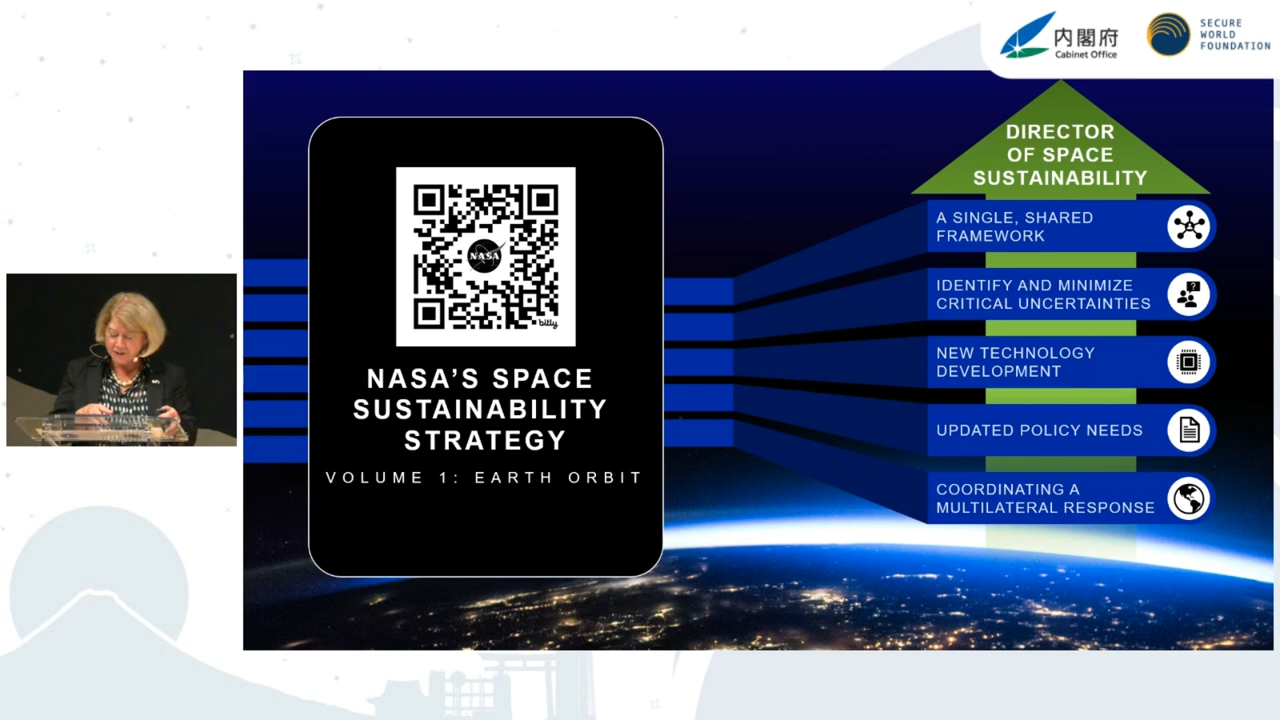 内閣府
Cabinet Office
SECURE
WORLD
FOUNDATION
NASA
bitly
NASA'S SPACE
SUSTAINABILITY
STRATEGY
VOLUME 1: EARTH ORBIT
DIRECTOR
OF SPACE
SUSTAINABILITY
A SINGLE, SHARED
FRAMEWORK
IDENTIFY AND MINIMIZE
CRITICAL UNCERTAINTIES
NEW TECHNOLOGY
DEVELOPMENT
UPDATED POLICY NEEDS
COORDINATING A
MULTILATERAL RESPONSE